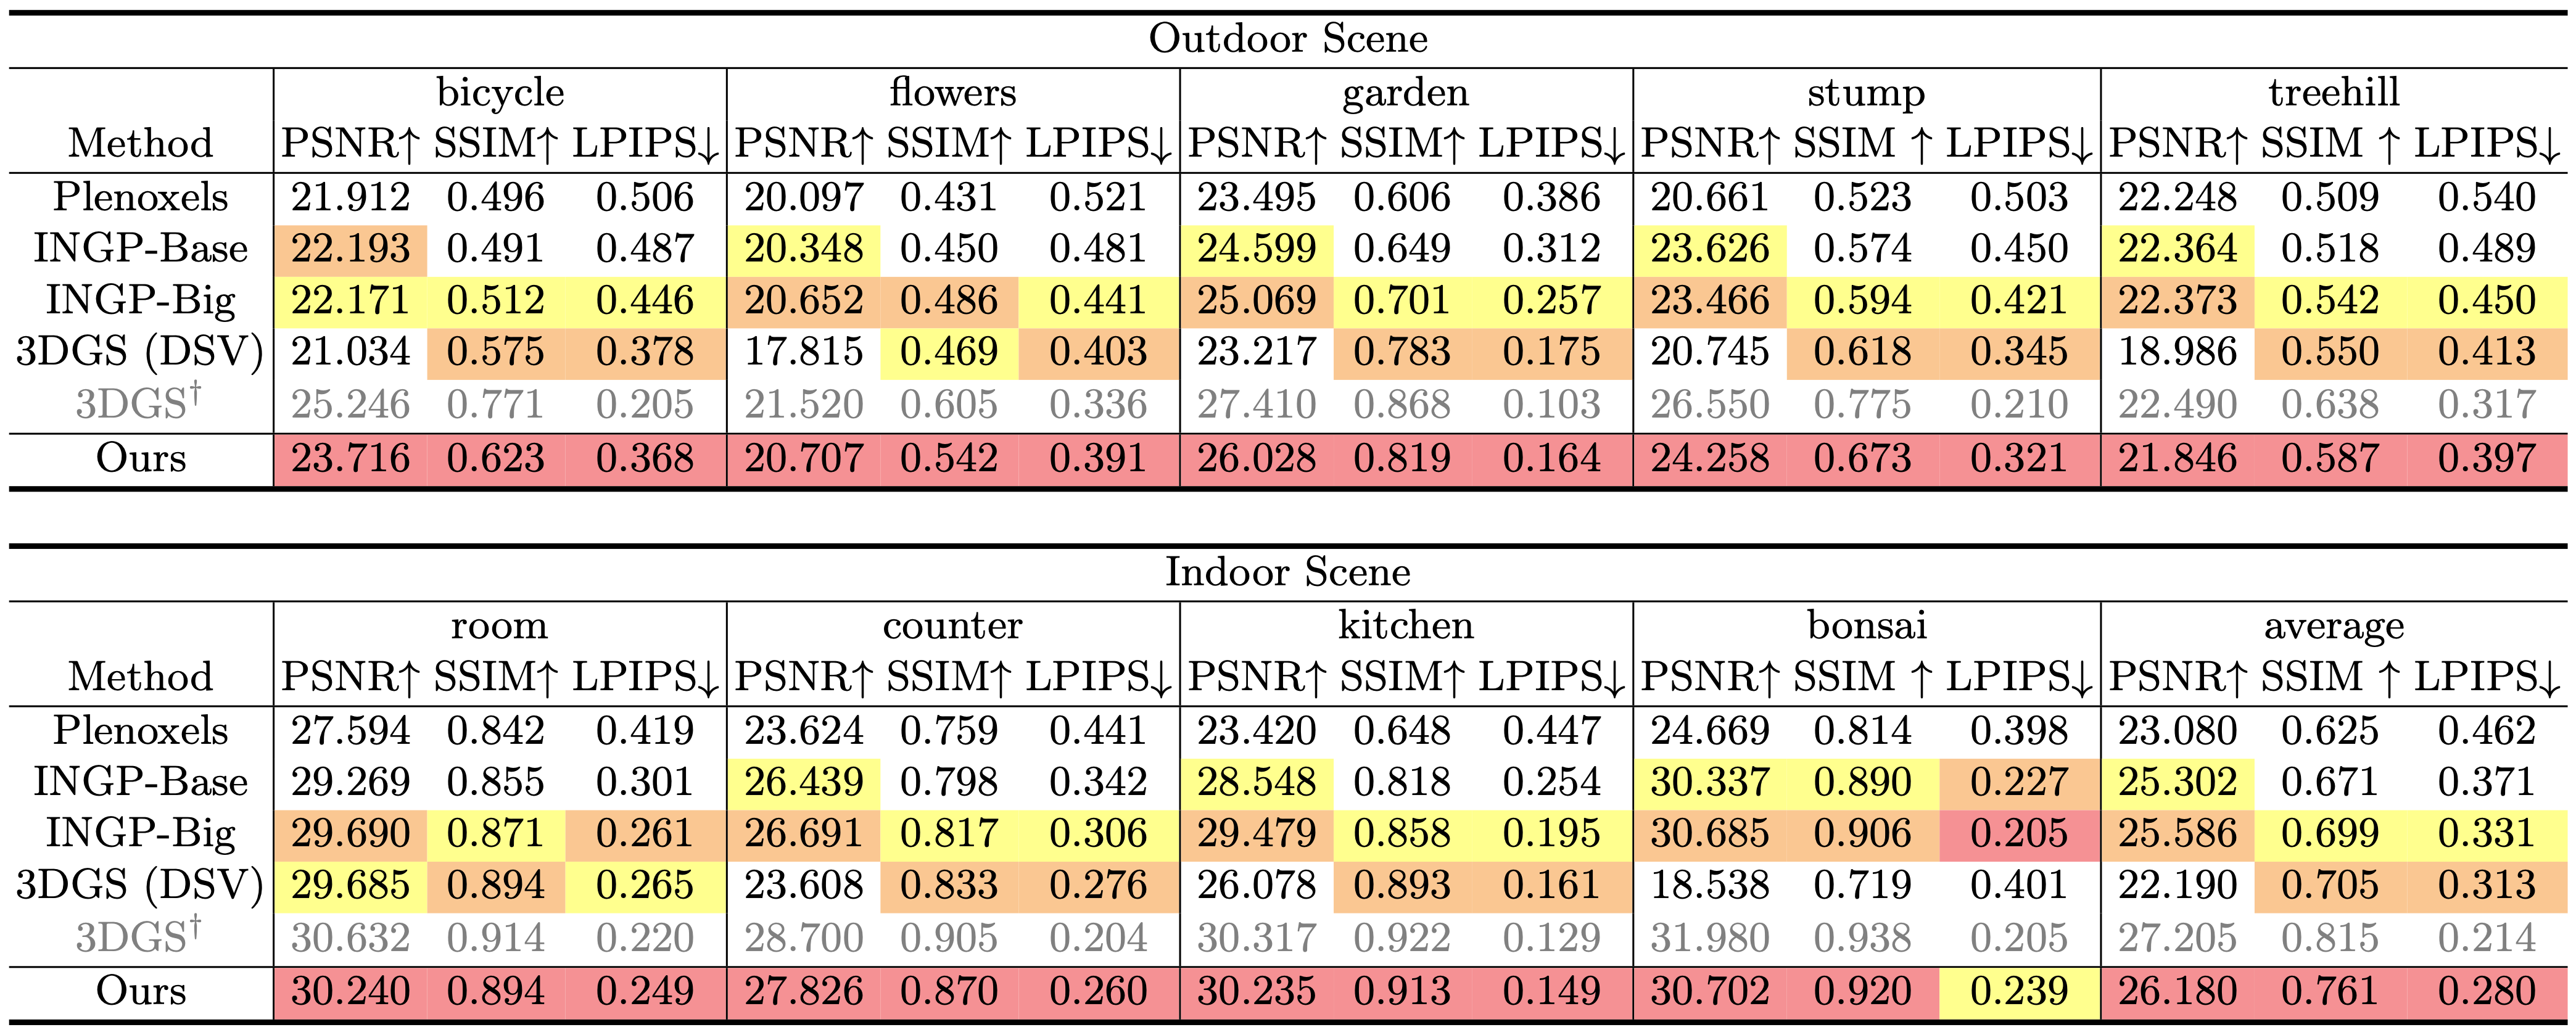 Outdoor Scene
bicycle flowers garden stump treehill
Method PSNR↑ SSIM↑ LPIPS↓ PSNR↑ SSIM↑ LPIPS↓ PSNR↑ SSIM↑ LPIPS↓ PSNR↑ SSIM ↑ LPIPS↓ PSNR↑ SSIM ↑ LPIPS↓
Plenoxels 21.912 0.496 0.506 20.097 0.431 0.521 23.495 0.606 0.386 20.661 0.523 0.503 22.248 0.509 0.540
INGP-Base 22.193 0.491 0.487 20.348 0.450 0.481 24.599 0.649 0.312 23.626 0.574 0.450 22.364 0.518 0.489
INGP-Big 22.171 0.512 0.446 20.652 0.486 0.441 25.069 0.701 0.257 23.466 0.594 0.421 22.373 0.542 0.450
3DGS (DSV) 21.034 0.575 0.378 17.815 0.469 0.403 23.217 0.783 0.175 20.745 0.618 0.345 18.986 0.550 0.413
3DGS† 25.246 0.771 0.205 21.520 0.605 0.336 27.410 0.868 0.103 26.550 0.775 0.210 22.490 0.638 0.317
Ours 23.716 0.623 0.368 20.707 0.542 0.391 26.028 0.819 0.164 24.258 0.673 0.321 21.846 0.587 0.397
Indoor Scene
room counter kitchen bonsai average
Method PSNR↑ SSIM↑ LPIPS↓ PSNR↑ SSIM↑ LPIPS↓ PSNR↑ SSIM↑ LPIPS↓ PSNR↑ SSIM ↑ LPIPS↓ PSNR↑ SSIM ↑ LPIPS↓
Plenoxels 27.594 0.842 0.419 23.624 0.759 0.441 23.420 0.648 0.447 24.669 0.814 0.398 23.080 0.625 0.462
INGP-Base 29.269 0.855 0.301 26.439 0.798 0.342 28.548 0.818 0.254 30.337 0.890 0.227 25.302 0.671 0.371
INGP-Big 29.690 0.871 0.261 26.691 0.817 0.306 29.479 0.858 0.195 30.685 0.906 0.205 25.586 0.699 0.331
3DGS (DSV) 29.685 0.894 0.265 23.608 0.833 0.276 26.078 0.893 0.161 18.538 0.719 0.401 22.190 0.705 0.313
3DGS† 30.632 0.914 0.220 28.700 0.905 0.204 30.317 0.922 0.129 31.980 0.938 0.205 27.205 0.815 0.214
Ours 30.240 0.894 0.249 27.826 0.870 0.260 30.235 0.913 0.149 30.702 0.920 0.239 26.180 0.761 0.280